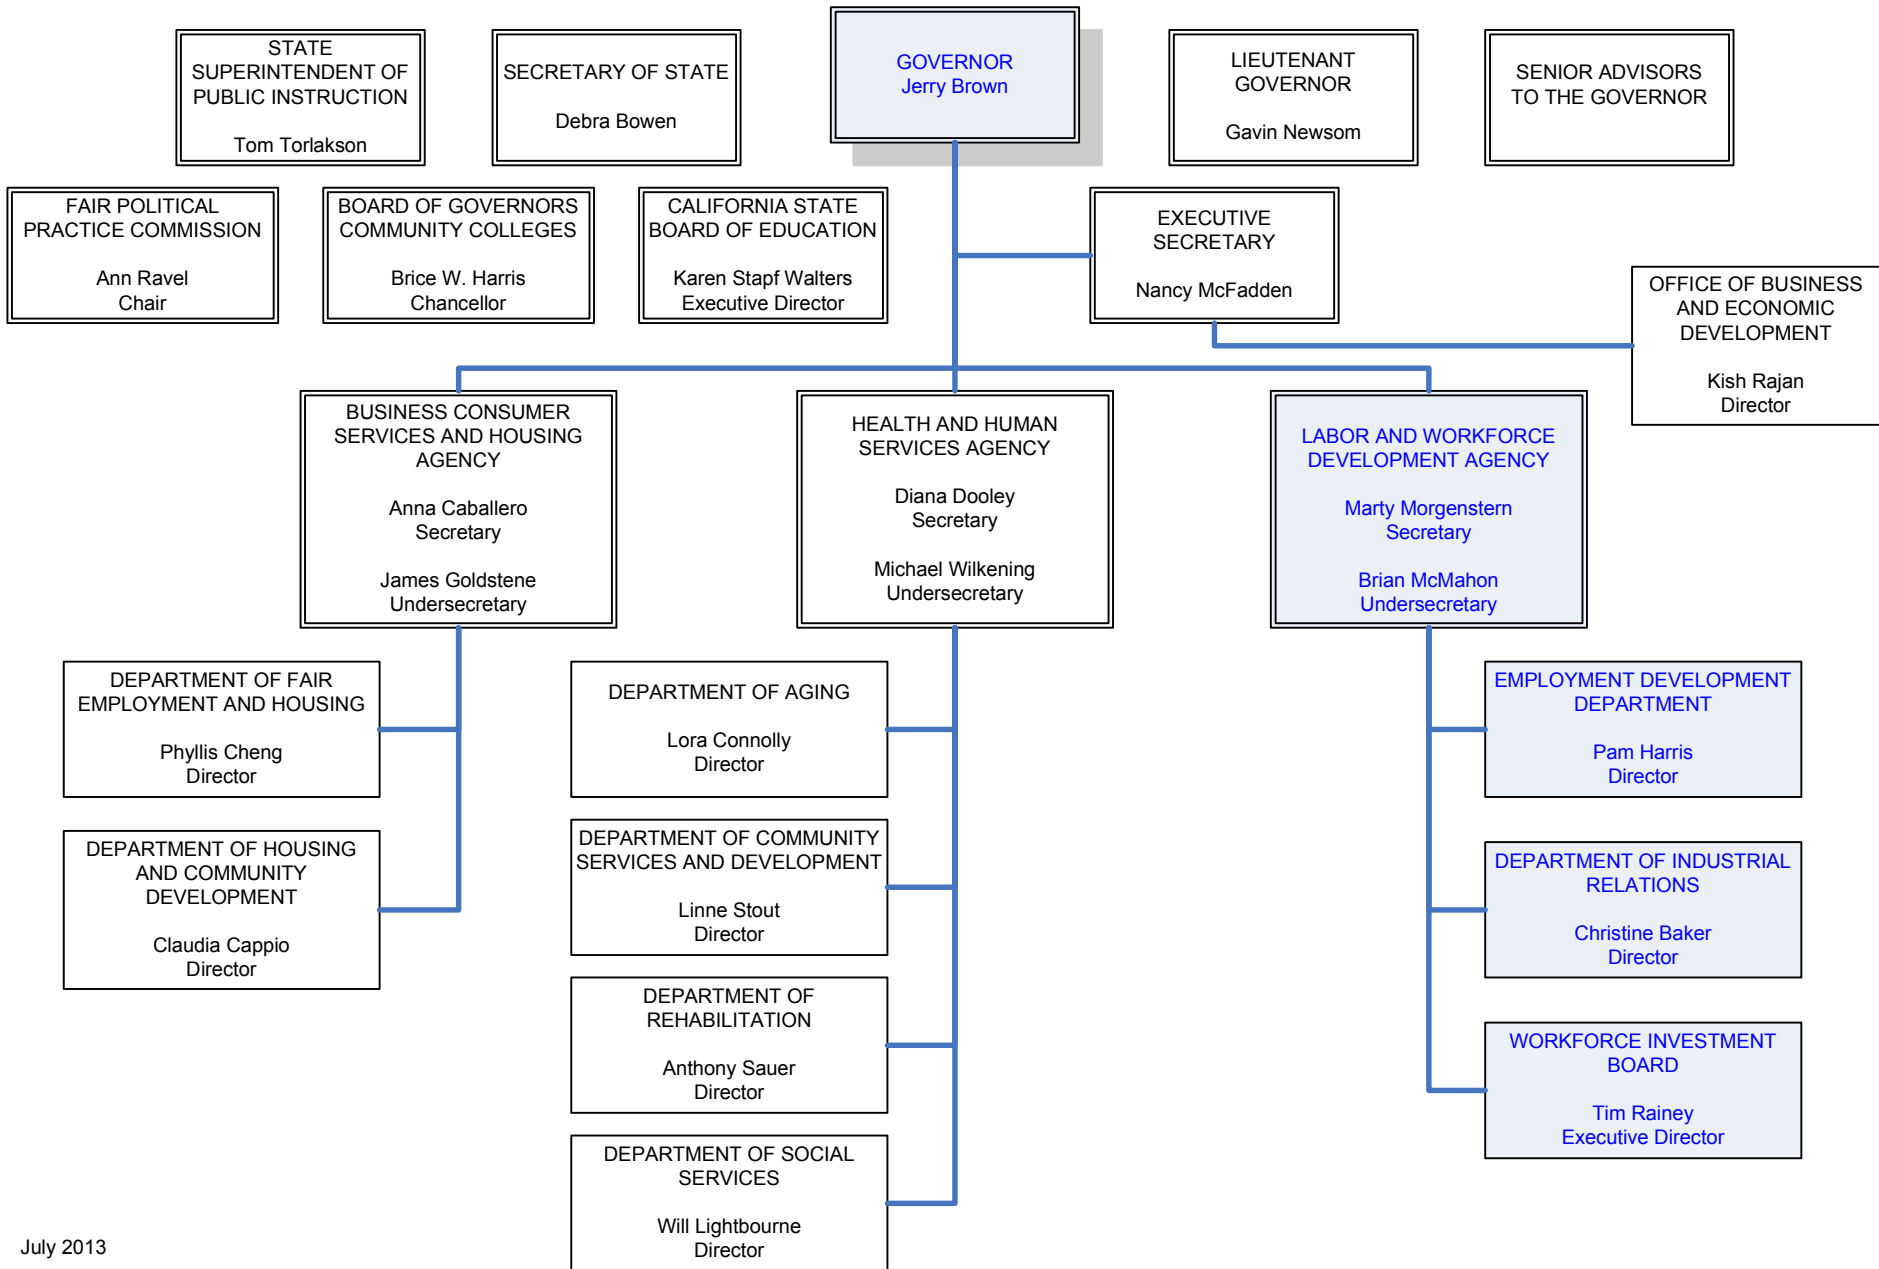 STATE
SUPERINTENDENT OF
PUBLIC INSTRUCTION
Tom Torlakson
SECRETARY OF STATE
Debra Bowen
GOVERNOR
Jerry Brown
LIEUTENANT
GOVERNOR
Gavin Newsom
SENIOR ADVISORS
TO THE GOVERNOR
FAIR POLITICAL
PRACTICE COMMISSION
Ann Ravel
Chair
BOARD OF GOVERNORS
COMMUNITY COLLEGES
Brice W. Harris
Chancellor
CALIFORNIA STATE
BOARD OF EDUCATION
Karen Stapf Walters
Executive Director
EXECUTIVE
SECRETARY
Nancy McFadden
OFFICE OF BUSINESS
AND ECONOMIC
DEVELOPMENT
Kish Rajan
Director
BUSINESS CONSUMER
SERVICES AND HOUSING
AGENCY
Anna Caballero
Secretary
James Goldstene
Undersecretary
HEALTH AND HUMAN
SERVICES AGENCY
Diana Dooley
Secretary
Michael Wilkening
Undersecretary
LABOR AND WORKFORCE
DEVELOPMENT AGENCY
Marty Morgenstern
Secretary
Brian McMahon
Undersecretary
DEPARTMENT OF FAIR
EMPLOYMENT AND HOUSING
Phyllis Cheng
Director
DEPARTMENT OF HOUSING
AND COMMUNITY
DEVELOPMENT
Claudia Cappio
Director
DEPARTMENT OF AGING
Lora Connolly
Director
DEPARTMENT OF COMMUNITY
SERVICES AND DEVELOPMENT
Linne Stout
Director
DEPARTMENT OF
REHABILITATION
Anthony Sauer
Director
DEPARTMENT OF SOCIAL
SERVICES
Will Lightbourne
Director
EMPLOYMENT DEVELOPMENT
DEPARTMENT
Pam Harris
Director
DEPARTMENT OF INDUSTRIAL
RELATIONS
Christine Baker
Director
WORKFORCE INVESTMENT
BOARD
Tim Rainey
Executive Director
July 2013